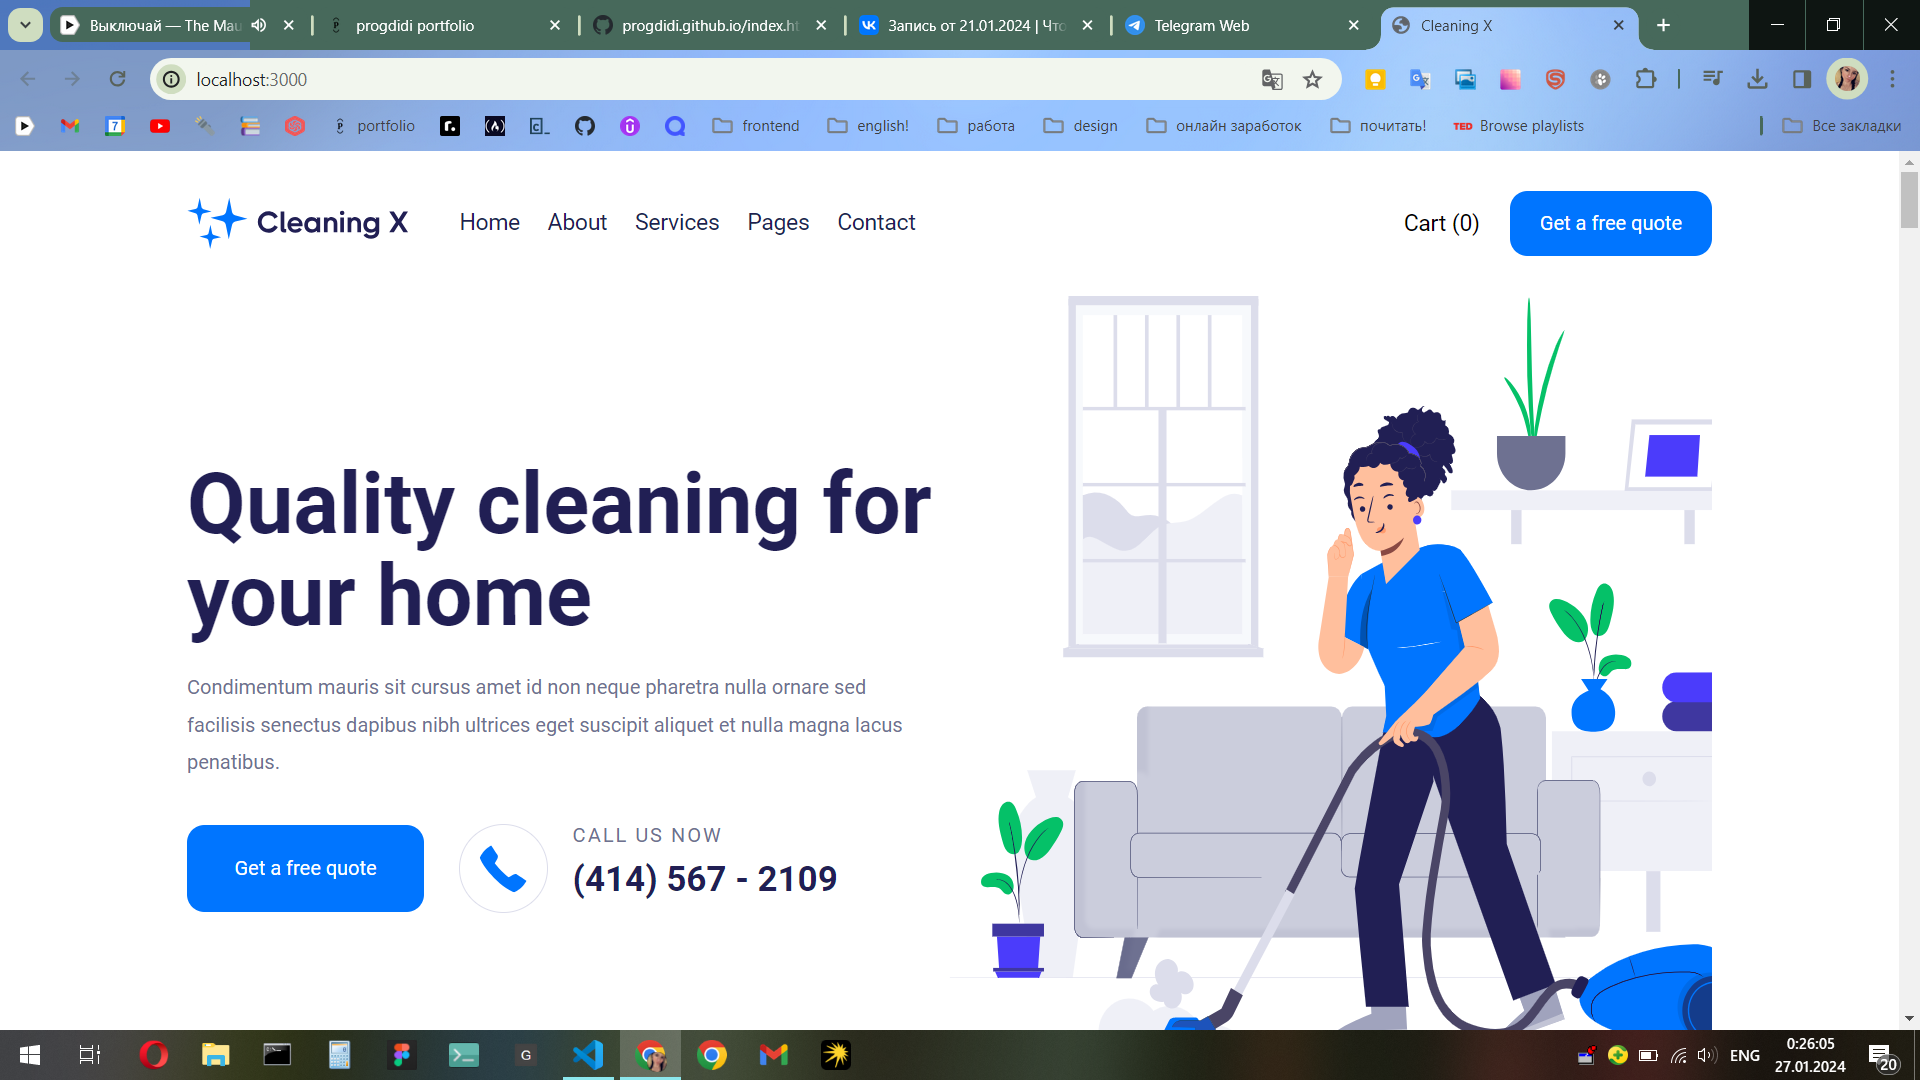 Выключай — The Mau
progdidi portfolio
progdidi.github.io/index.ht
Запись от 21.01.2024 | Что
Telegram Web
Cleaning X
localhost:3000
portfolio
frontend
english!
работа
design
онлайн заработок
почитать!
TED Browse playlists
Все закладки
Cleaning X
Home
About
Services
Pages
Contact
Cart (0)
Get a free quote
Quality cleaning for
your home
Condimentum mauris sit cursus amet id non neque pharetra nulla ornare sed
facilisis senectus dapibus nibh ultrices eget suscipit aliquet et nulla magna lacus
penatibus.
Get a free quote
CALL US NOW
(414) 567 - 2109
ENG
0:26:05
27.01.2024
20